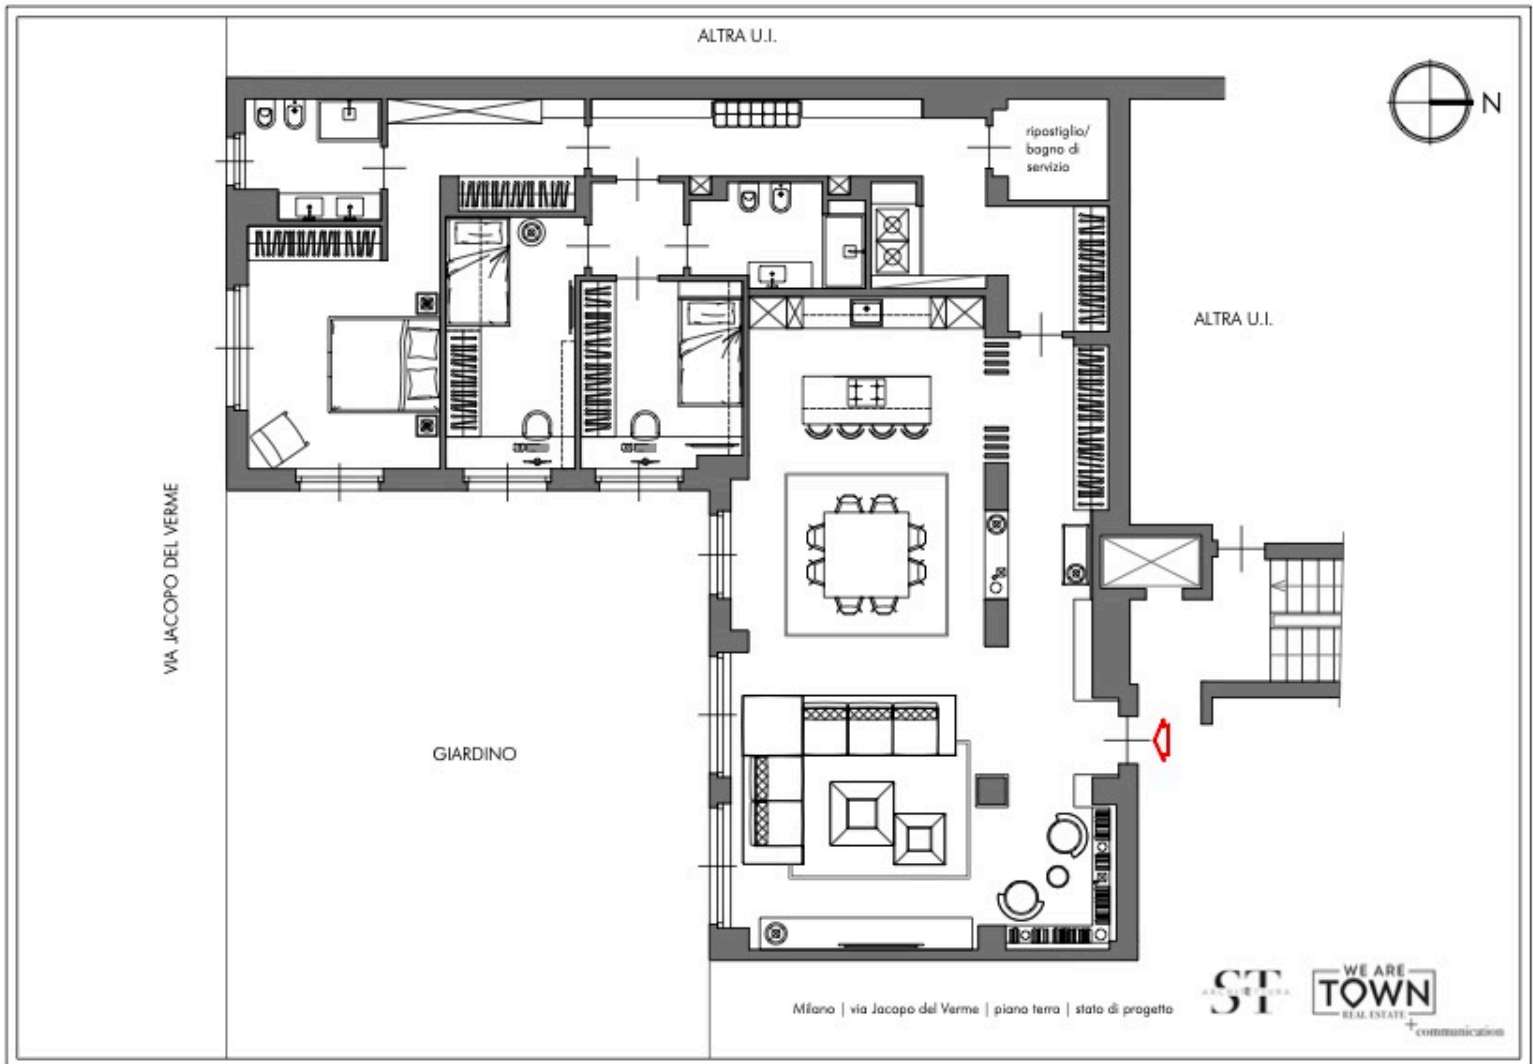 ALTRA U.I.
N
ripostiglio/
bagno di
servizio
ALTRA U.I.
VIA JACOPO DEL VERME
GIARDINO
Milano | via Jacopo del Verme | piano terra | stato di progetto
ST
ARCHITETTURA
WE ARE
TOWN
REAL ESTATE
+communication